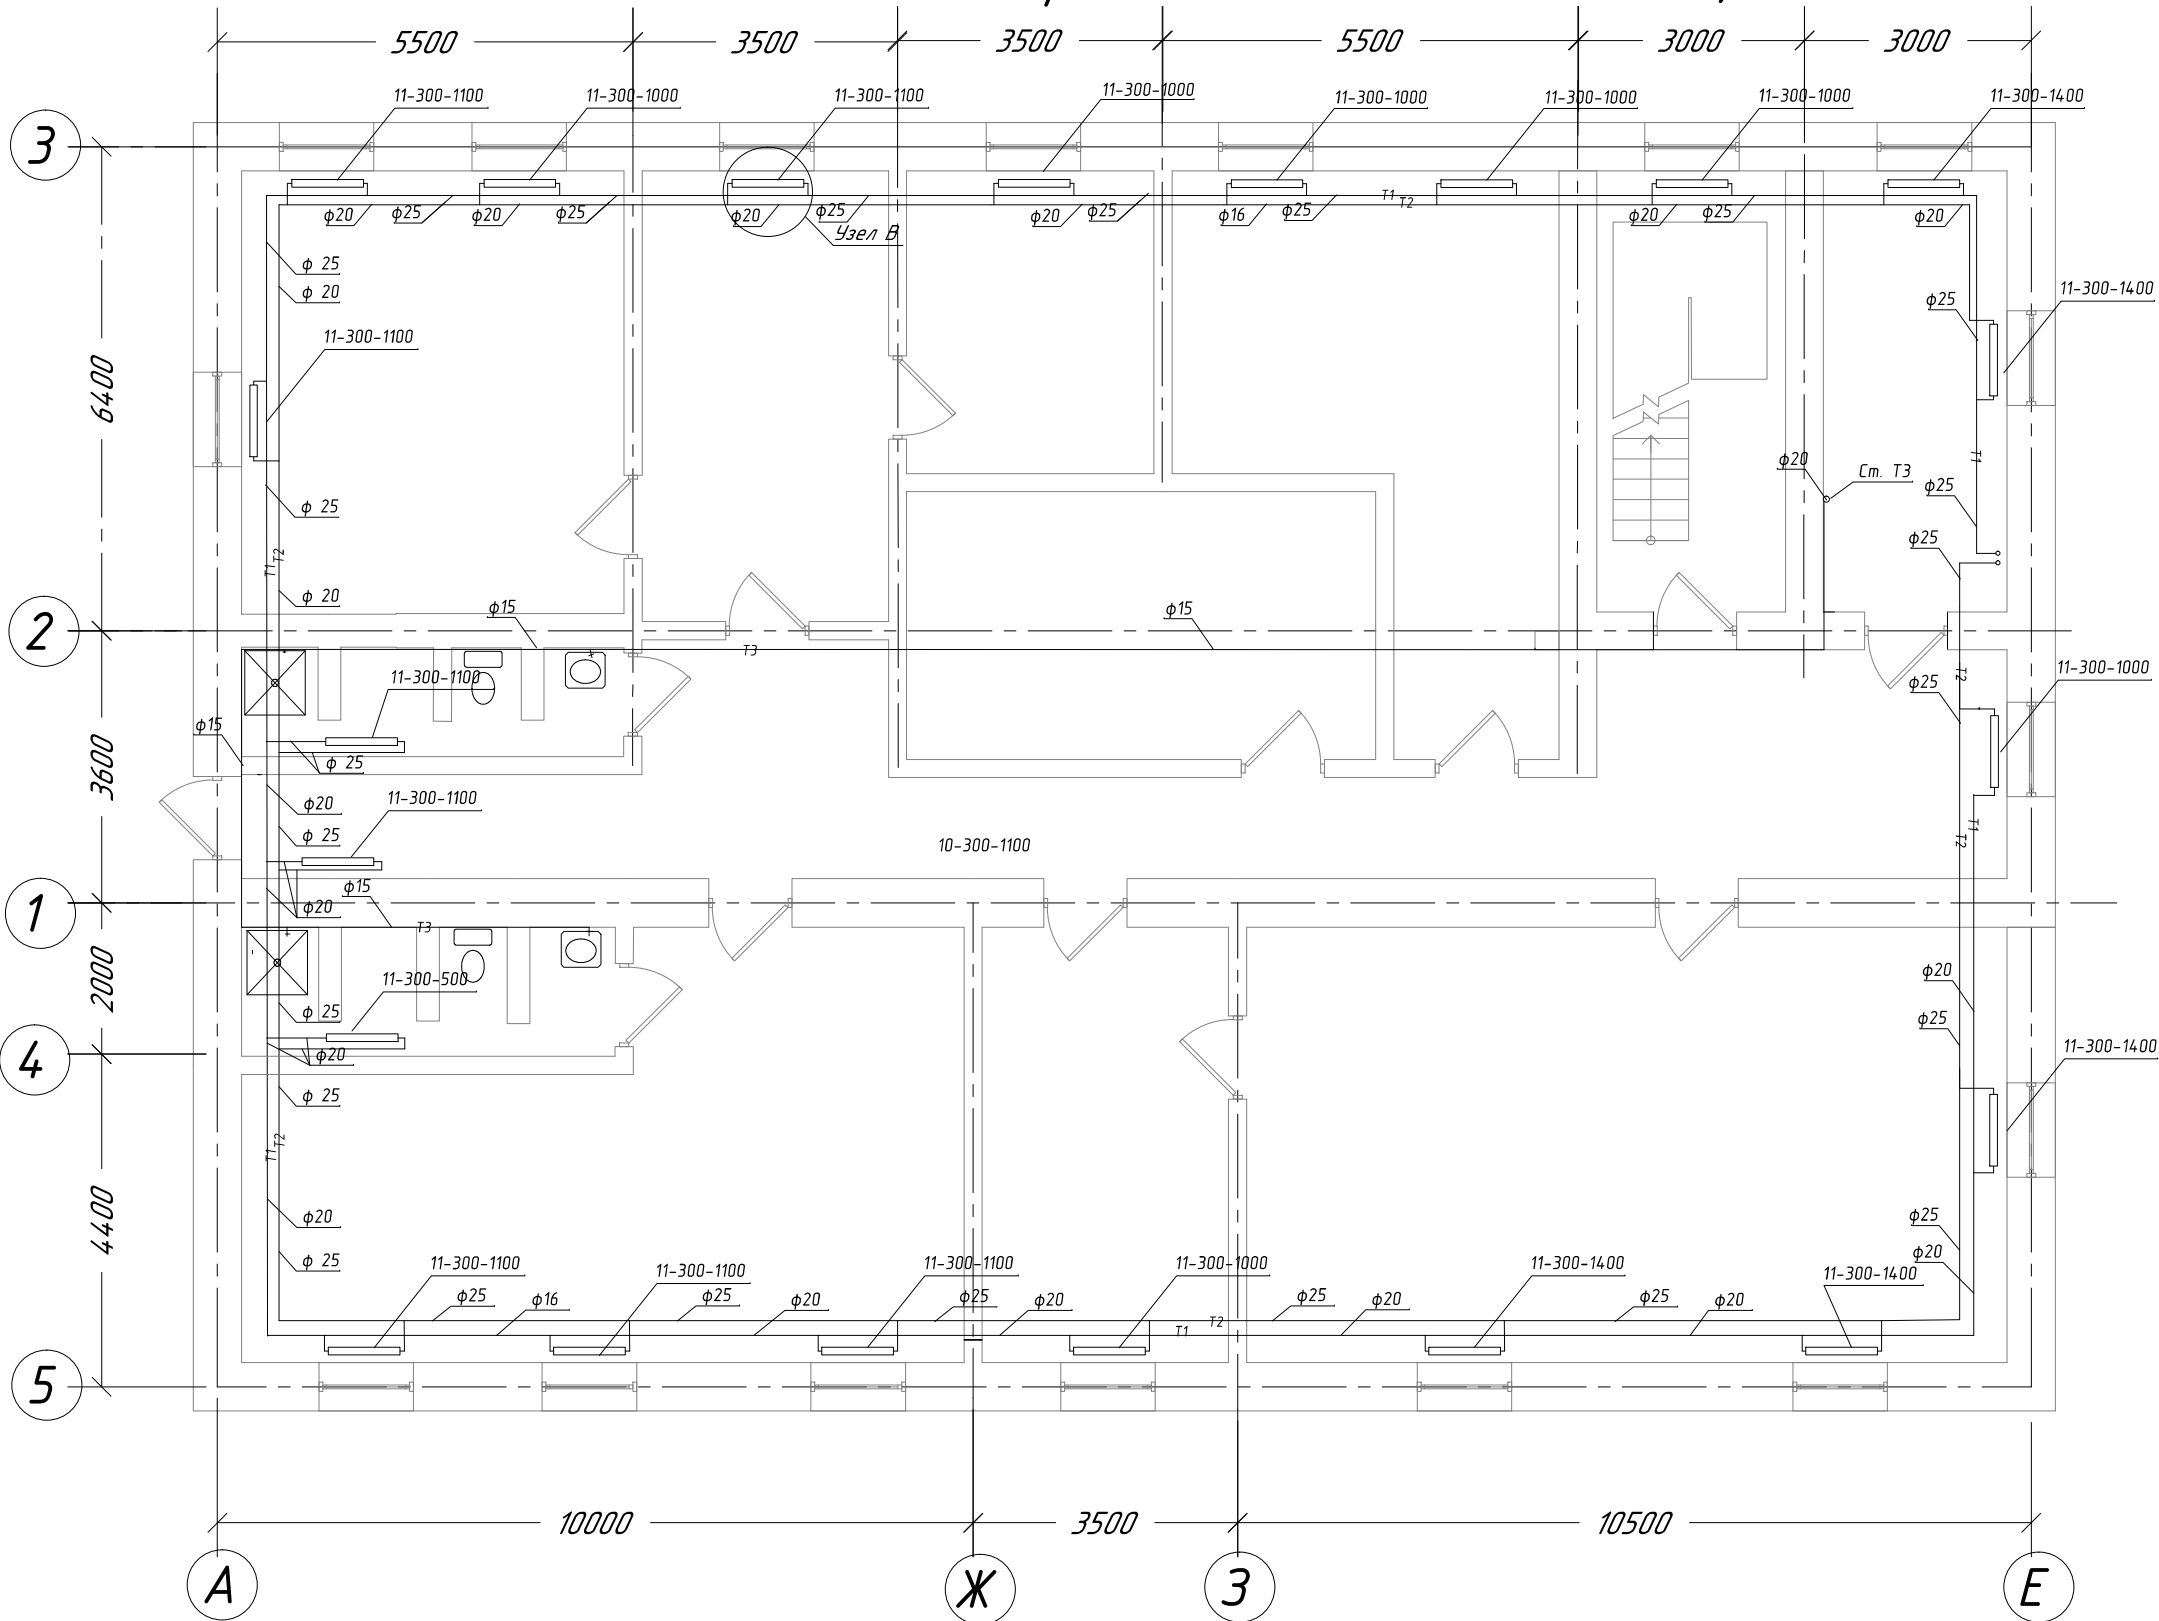 5500
3500
3500
5500
3000
3000
11-300-1100
11-300-1000
11-300-1100
11-300-1000
11-300-1000
11-300-1000
11-300-1000
11-300-1400
3
ф20
ф25
ф20
ф25
ф20
ф25
ф20
ф25
ф16
ф25
Т1
Т2
ф20
ф25
ф20
Узел В
ф 25
ф 20
11-300-1400
ф25
11-300-1100
6400
ф20
Ст. Т3
Т1
ф25
ф 25
ф25
Т1
Т2
ф 20
ф15
ф15
2
Т3
11-300-1100
Т2
11-300-1000
ф25
ф15
ф 25
3600
11-300-1100
ф20
ф 25
Т1
Т2
10-300-1100
ф15
ф20
1
Т3
2000
11-300-500
ф20
ф 25
ф25
ф20
4
11-300-1400
ф 25
Т1
Т2
4400
ф20
ф25
ф20
ф 25
11-300-1100
11-300-1100
11-300-1100
11-300-1000
11-300-1400
11-300-1400
ф25
ф16
ф25
ф20
ф25
ф20
ф25
ф20
ф25
ф20
Т1
Т2
5
10000
3500
10500
А
Ж
З
Е